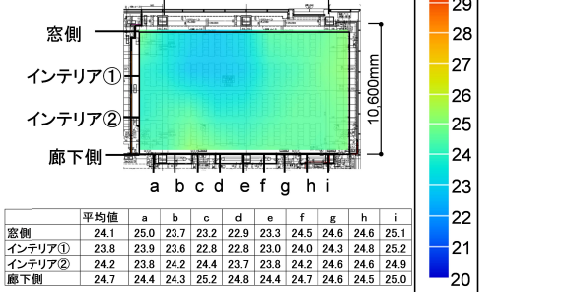 窓側
インテリア①
インテリア②
廊下側
10,600mm
a b c d e f g h i
29
28
27
26
25
24
23
22
21
20
平均値 a b c d e f g h i
窓側 24.1 25.0 23.7 23.2 22.9 23.3 24.5 24.6 24.6 25.1
インテリア① 23.8 23.9 23.6 22.8 22.8 23.0 24.0 24.3 24.8 25.2
インテリア② 24.2 23.8 24.2 24.4 23.7 23.8 24.2 24.6 24.6 24.9
廊下側 24.7 24.4 24.3 25.2 24.8 24.4 24.7 24.6 24.5 25.0